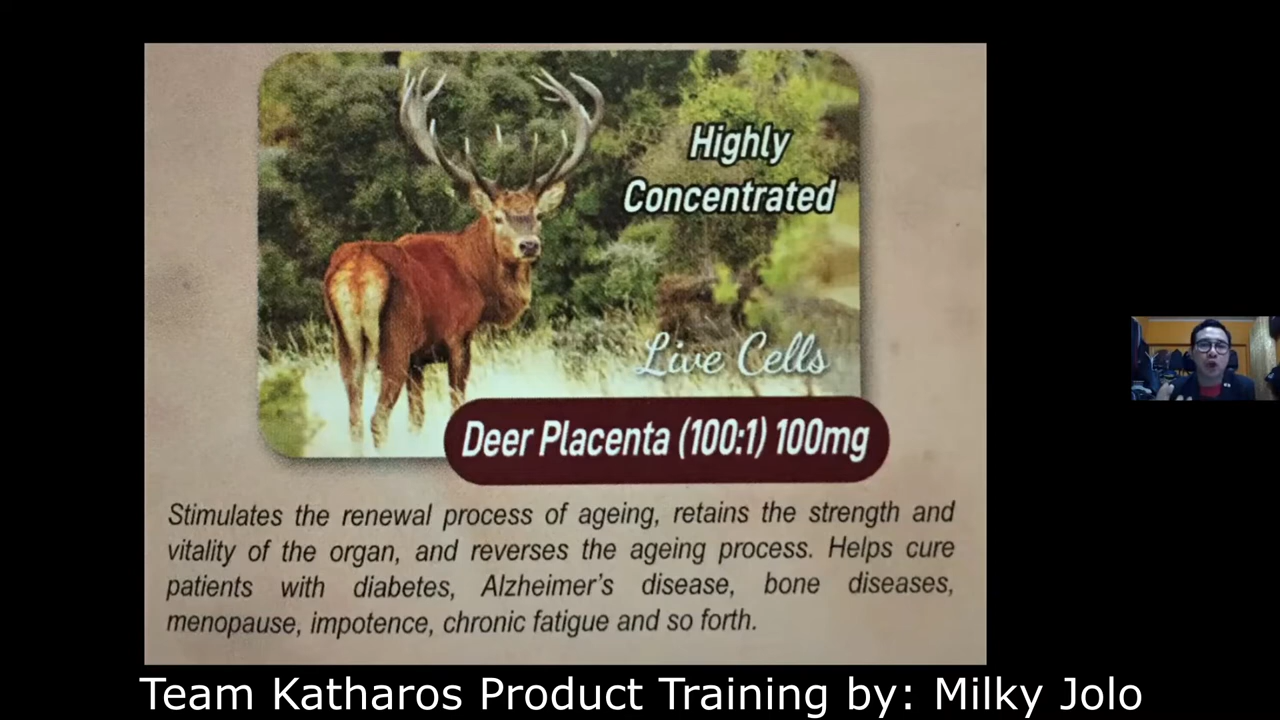 Highly
Concentrated
Live Cells
Deer Placenta (100:1) 100mg
Stimulates the renewal process of ageing, retains the strength and
vitality of the organ, and reverses the ageing process. Helps cure
patients with diabetes, Alzheimer's disease, bone diseases,
menopause, impotence, chronic fatigue and so forth.
Team Katharos Product Training by: Milky Jolo